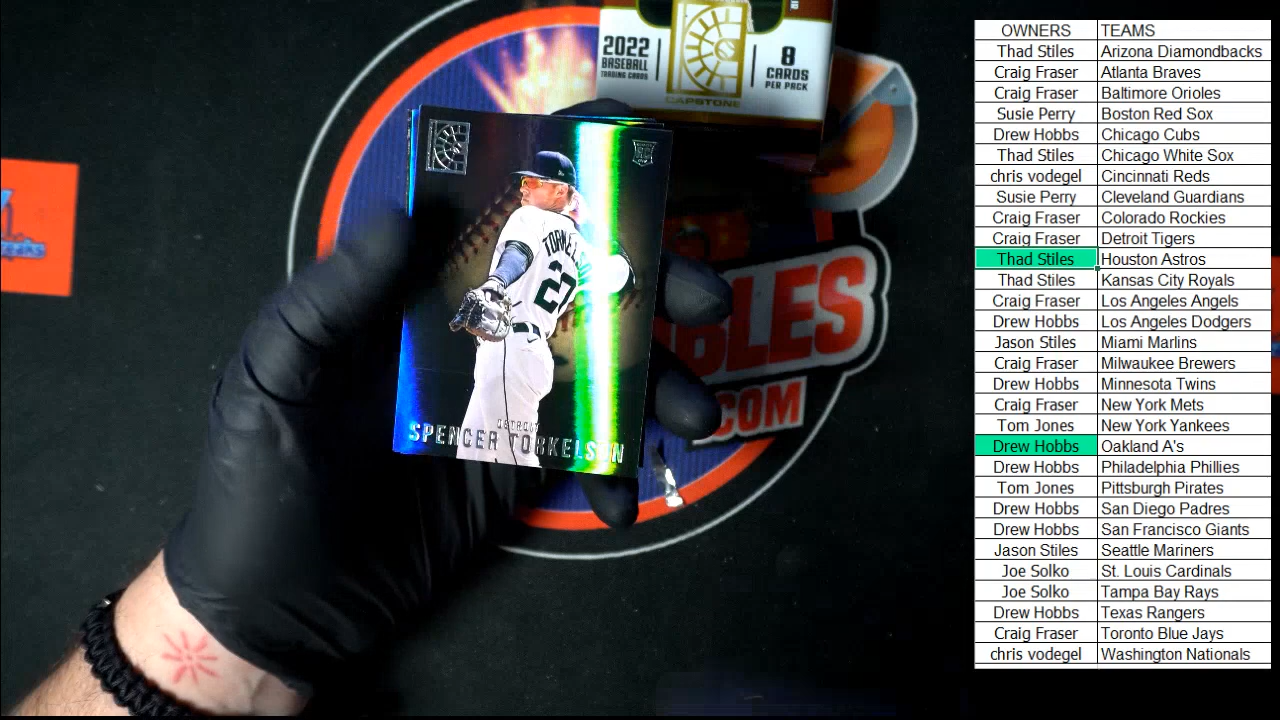 2022
BASEBALL
TRADING CARDS
CAPSTONE
8
CARDS
PER PACK
RC
TORKELSON
27
DETROIT
SPENCER TORKELSON
BLES
.COM
OWNERS TEAMS
Thad Stiles Arizona Diamondbacks
Craig Fraser Atlanta Braves
Craig Fraser Baltimore Orioles
Susie Perry Boston Red Sox
Drew Hobbs Chicago Cubs
Thad Stiles Chicago White Sox
chris vodegel Cincinnati Reds
Susie Perry Cleveland Guardians
Craig Fraser Colorado Rockies
Craig Fraser Detroit Tigers
Thad Stiles Houston Astros
Thad Stiles Kansas City Royals
Craig Fraser Los Angeles Angels
Drew Hobbs Los Angeles Dodgers
Jason Stiles Miami Marlins
Craig Fraser Milwaukee Brewers
Drew Hobbs Minnesota Twins
Craig Fraser New York Mets
Tom Jones New York Yankees
Drew Hobbs Oakland A's
Drew Hobbs Philadelphia Phillies
Tom Jones Pittsburgh Pirates
Drew Hobbs San Diego Padres
Drew Hobbs San Francisco Giants
Jason Stiles Seattle Mariners
Joe Solko St. Louis Cardinals
Joe Solko Tampa Bay Rays
Drew Hobbs Texas Rangers
Craig Fraser Toronto Blue Jays
chris vodegel Washington Nationals